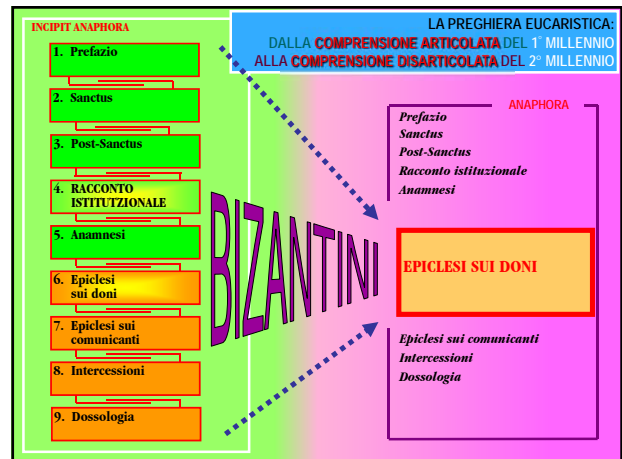 INCIPIT ANAPHORA
LA PREGHIERA EUCARISTICA:
DALLA COMPRENSIONE ARTICOLATA DEL 1° MILLENNIO
ALLA COMPRENSIONE DISARTICOLATA DEL 2° MILLENNIO
1. Prefazio
2. Sanctus
3. Post-Sanctus
4. RACCONTO
ISTITUTZIONALE
5. Anamnesi
6. Epiclesi
sui doni
7. Epiclesi sui
comunicanti
8. Intercessioni
9. Dossologia
BIZANTINI
ANAPHORA
Prefazio
Sanctus
Post-Sanctus
Racconto istituzionale
Anamnesi
EPICLESI SUI DONI
Epiclesi sui comunicanti
Intercessioni
Dossologia